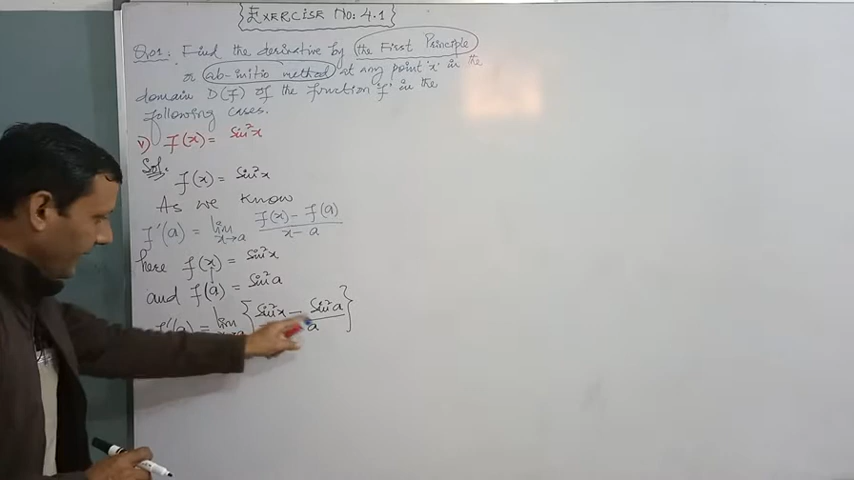 EXERCISE NO: 4.1
Q01. Find the derivative by the First Principle
or ab-initio method at any point 'x' in the
domain D(f) of the function 'f' in the
following cases.
v) f(x) = Sin²x
Sol.
f(x) = Sin²x
As we know
f'(a) = lim x→a f(x) - f(a) / x - a
here f(x) = Sin²x
and f(a) = Sin²a
f'(a) = lim { Sin²x - Sin²a / a }